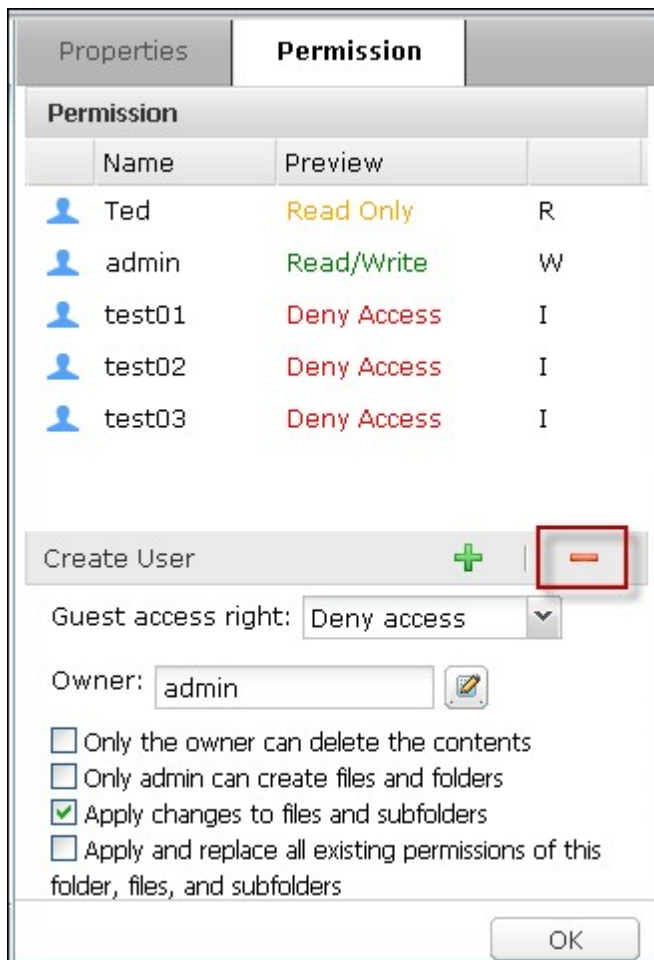 Properties Permission
Permission
Name Preview
Ted Read Only R
admin Read/Write W
test01 Deny Access I
test02 Deny Access I
test03 Deny Access I
Create User
Guest access right: Deny access
Owner: admin
Only the owner can delete the contents
Only admin can create files and folders
Apply changes to files and subfolders
Apply and replace all existing permissions of this
folder, files, and subfolders
OK